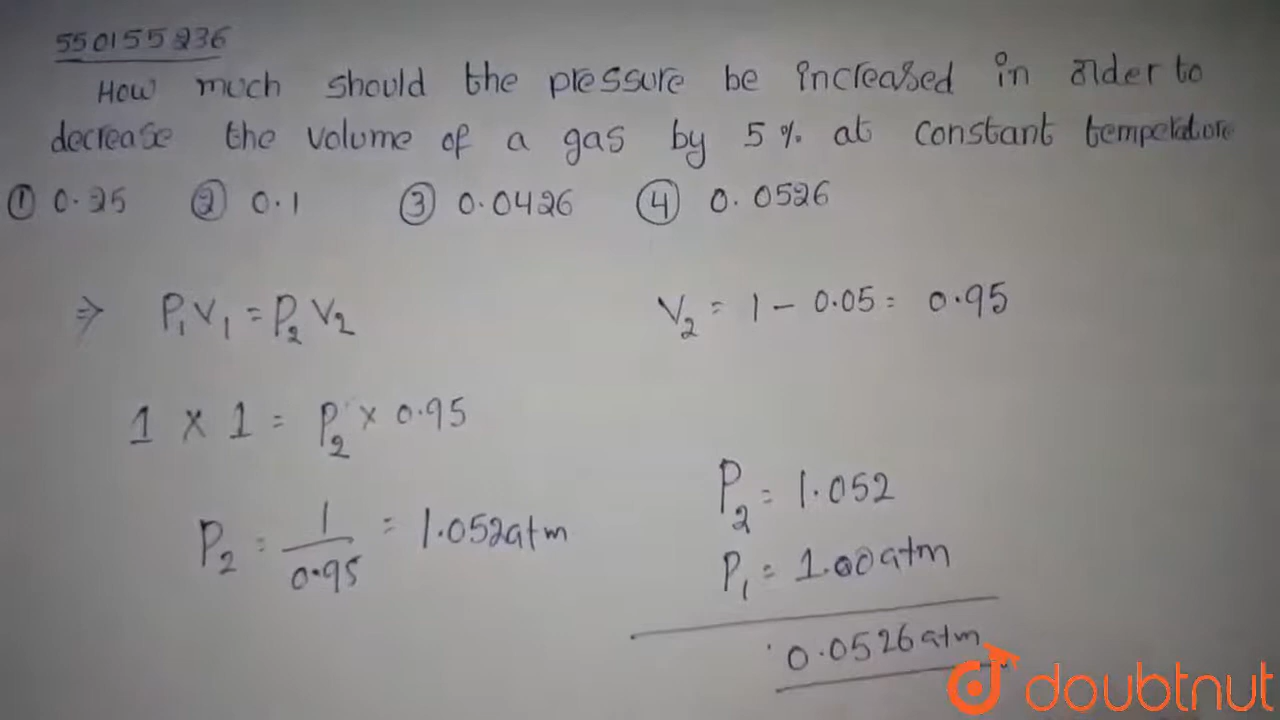 550155236
How much should the pressure be increased in order to
decrease the volume of a gas by 5% at constant temperature
① 0.25 ② 0.1 ③ 0.0426 ④ 0.0526
⇒ P₁V₁ = P₂V₂
V₂ = 1 - 0.05 = 0.95
1 × 1 = P₂ × 0.95
P₂ = 1/0.95 = 1.052atm
P₂ = 1.052
P₁ = 1.00atm
0.0526atm
doubtnut